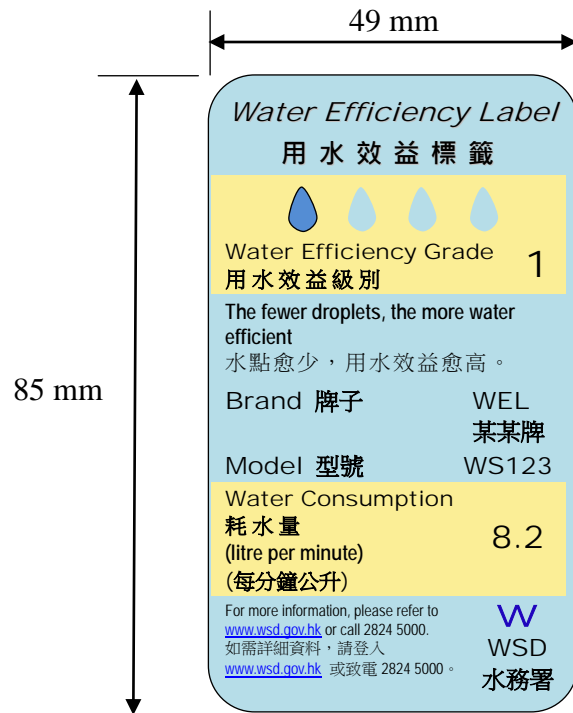 49 mm
85 mm
Water Efficiency Label
用水效益標籤
Water Efficiency Grade
用水效益級別
1
The fewer droplets, the more water
efficient
水點愈少，用水效益愈高。
Brand 牌子 WEL
某某牌
Model 型號 WS123
Water Consumption
耗水量
(litre per minute)
(每分鐘公升)
8.2
For more information, please refer to
www.wsd.gov.hk or call 2824 5000.
如需詳細資料，請登入
www.wsd.gov.hk 或致電 2824 5000。
W
WSD
水務署